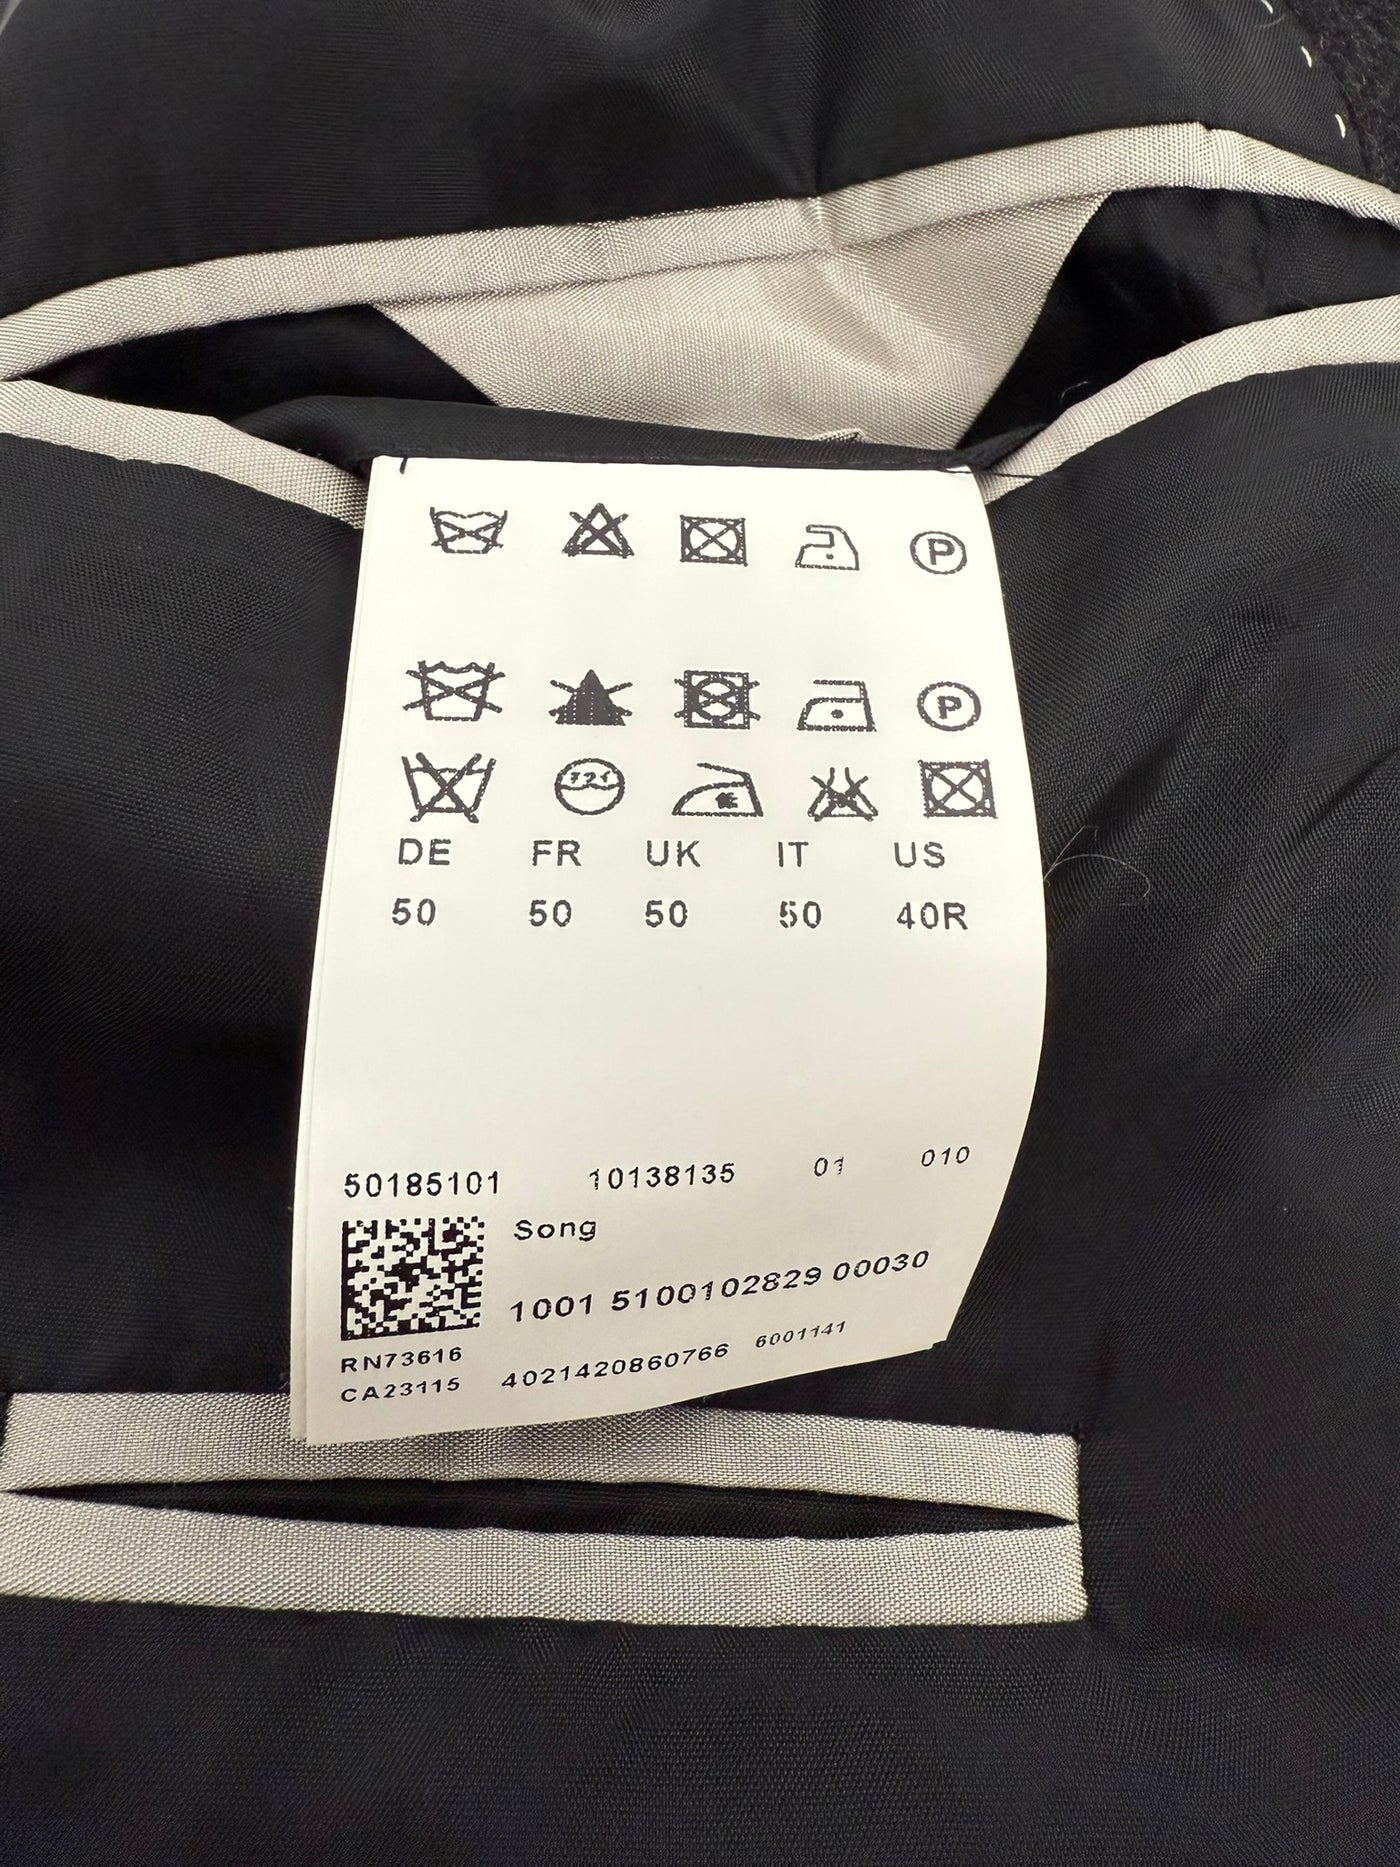 P
P
DE FR UK IT US
50 50 50 50 40R
50185101 10138135 01 010
Song
1001 5100102829 00030
RN73616
CA23115 4021420860766 6001141